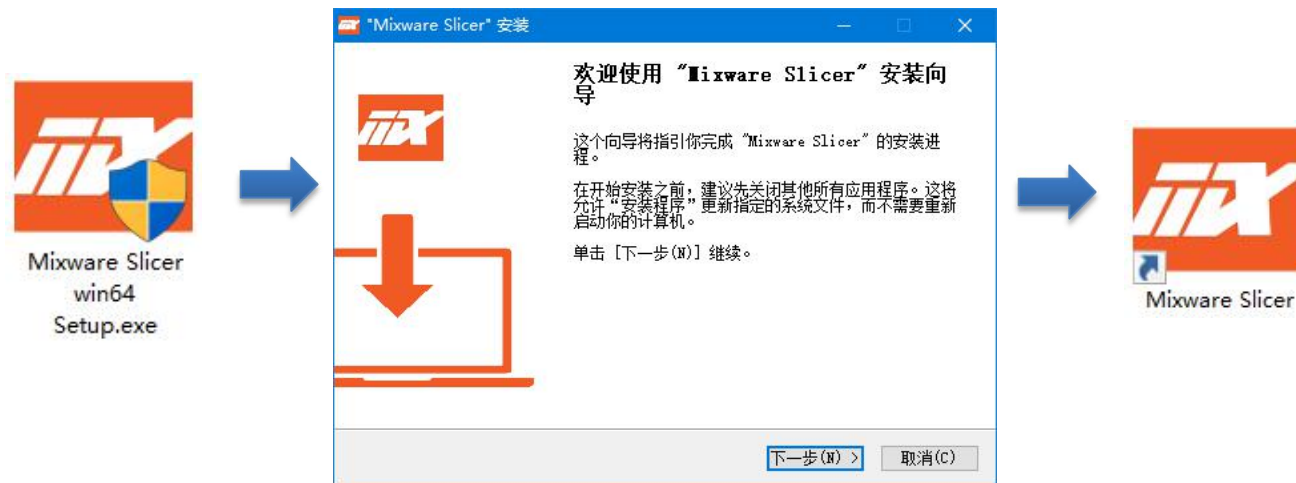 Mixware Slicer
win64
Setup.exe
"Mixware Slicer" 安装
欢迎使用 "Mixware Slicer" 安装向
导
这个向导将指引你完成 "Mixware Slicer" 的安装进
程。
在开始安装之前，建议先关闭其他所有应用程序。这将
允许“安装程序”更新指定的系统文件，而不需要重新
启动你的计算机。
单击 [下一步(N)] 继续。
下一步(N) >
取消(C)
Mixware Slicer